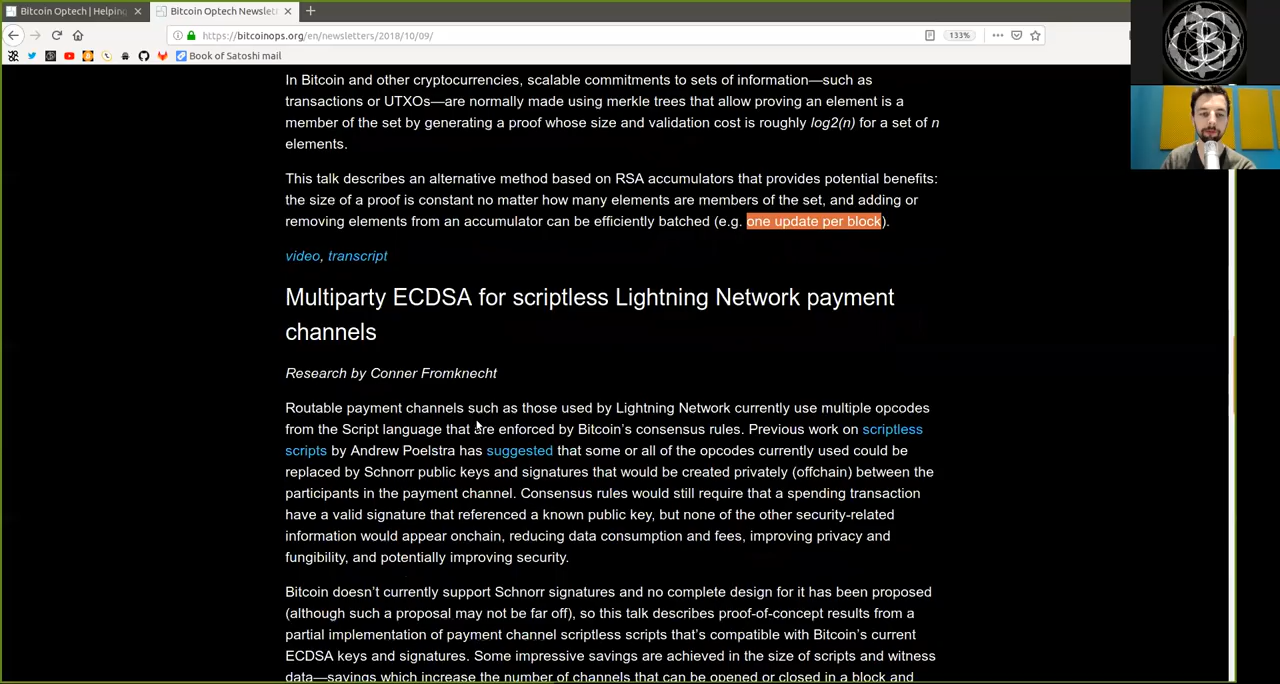 Bitcoin Optech | Helping
Bitcoin Optech Newslett
https://bitcoinops.org/en/newsletters/2018/10/09/
133%
Book of Satoshi mail
In Bitcoin and other cryptocurrencies, scalable commitments to sets of information—such as
transactions or UTXOs—are normally made using merkle trees that allow proving an element is a
member of the set by generating a proof whose size and validation cost is roughly log2(n) for a set of n
elements.
This talk describes an alternative method based on RSA accumulators that provides potential benefits:
the size of a proof is constant no matter how many elements are members of the set, and adding or
removing elements from an accumulator can be efficiently batched (e.g. one update per block).
video, transcript
Multiparty ECDSA for scriptless Lightning Network payment
channels
Research by Conner Fromknecht
Routable payment channels such as those used by Lightning Network currently use multiple opcodes
from the Script language that are enforced by Bitcoin’s consensus rules. Previous work on scriptless
scripts by Andrew Poelstra has suggested that some or all of the opcodes currently used could be
replaced by Schnorr public keys and signatures that would be created privately (offchain) between the
participants in the payment channel. Consensus rules would still require that a spending transaction
have a valid signature that referenced a known public key, but none of the other security-related
information would appear onchain, reducing data consumption and fees, improving privacy and
fungibility, and potentially improving security.
Bitcoin doesn’t currently support Schnorr signatures and no complete design for it has been proposed
(although such a proposal may not be far off), so this talk describes proof-of-concept results from a
partial implementation of payment channel scriptless scripts that’s compatible with Bitcoin’s current
ECDSA keys and signatures. Some impressive savings are achieved in the size of scripts and witness
data—savings which increase the number of channels that can be opened or closed in a block and